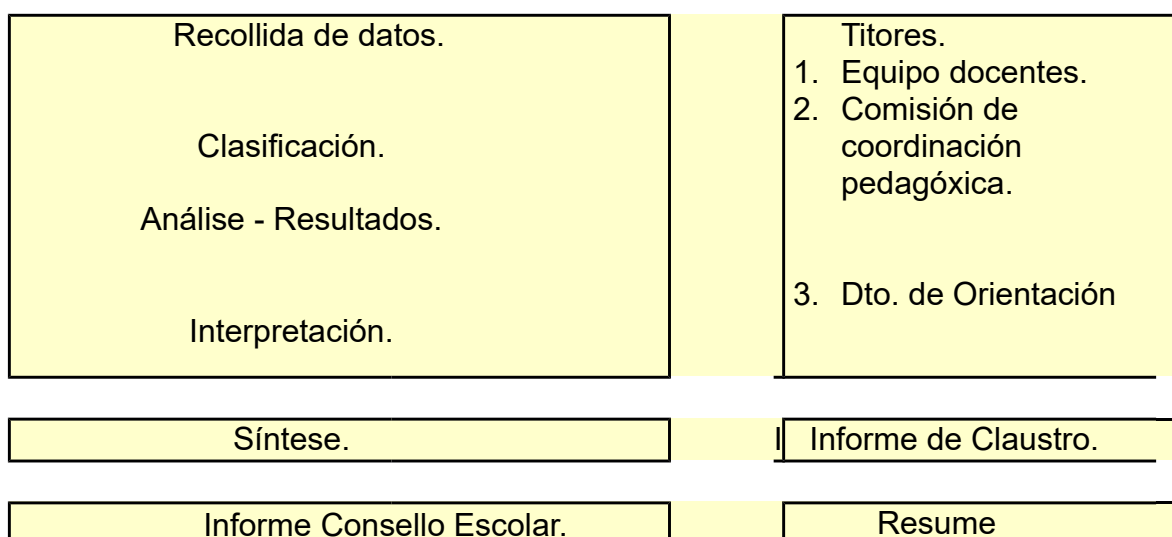 Recollida de datos.
Clasificación.
Análise - Resultados.
Interpretación.
Titores.
1. Equipo docentes.
2. Comisión de
coordinación
pedagóxica.
3. Dto. de Orientación
Síntese.
Informe de Claustro.
Informe Consello Escolar.
Resume